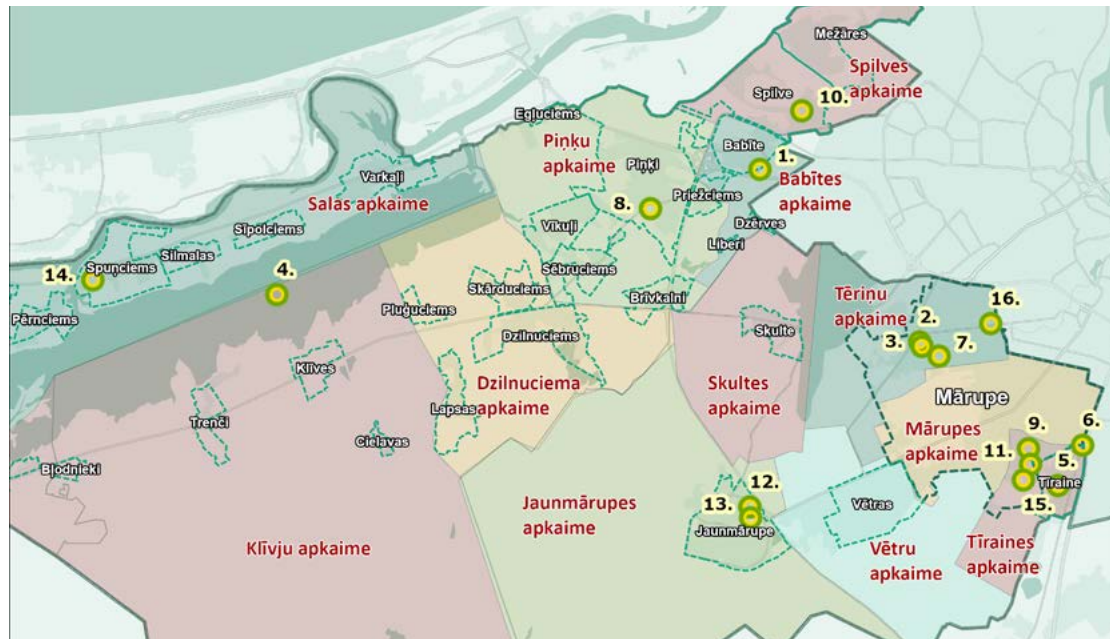 Mežāres
Spilves
apkaime
Spilve
10.
Egļuciems
Piņķu
apkaime
Piņķi
Babīte
1.
Babītes
apkaime
Priežciems
Varkaļi
Salas apkaime
8.
Dzērves
Vīkuļi
Liberi
Sīpolciems
Silmalas
14.
Spuņciems
4.
Sēbruciems
Skārduciems
Brīvkalni
Tēriņu
apkaime
16.
Pērnciems
Pluģuciems
2.
3.
7.
Skulte
Dzilnuciems
Klīves
Dzilnuciema
apkaime
Skultes
apkaime
Mārupe
Lapsas
Trenči
Mārupes
apkaime
9.
6.
Cielavas
11.
5.
Bļodnieki
Tīraine
12.
Jaunmārupes
apkaime
13.
Vētras
15.
Jaunmārupe
Klīvju apkaime
Vētru
apkaime
Tīraines
apkaime